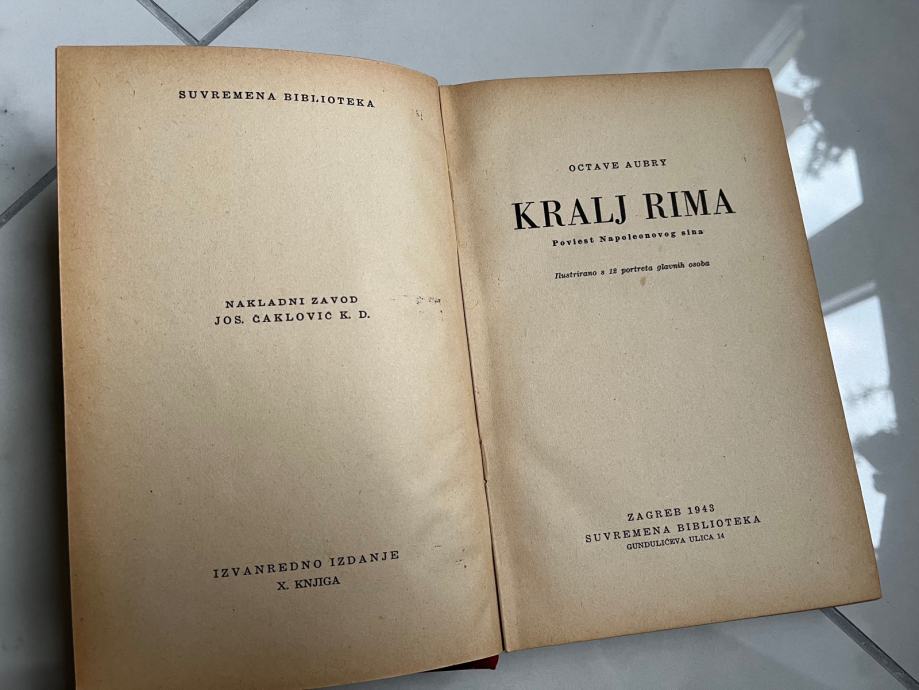 SUVREMENA BIBLIOTEKA
NAKLADNI ZAVOD
JOS. ČAKLOVIĆ K. D.
IZVANREDNO IZDANJE
X. KNJIGA
OCTAVE AUBRY
KRALJ RIMA
Poviest Napoleonovog sina
Ilustrirano s 12 portreta glavnih osoba
ZAGREB 1943
SUVREMENA BIBLIOTEKA
GUNDULIĆEVA ULICA 14